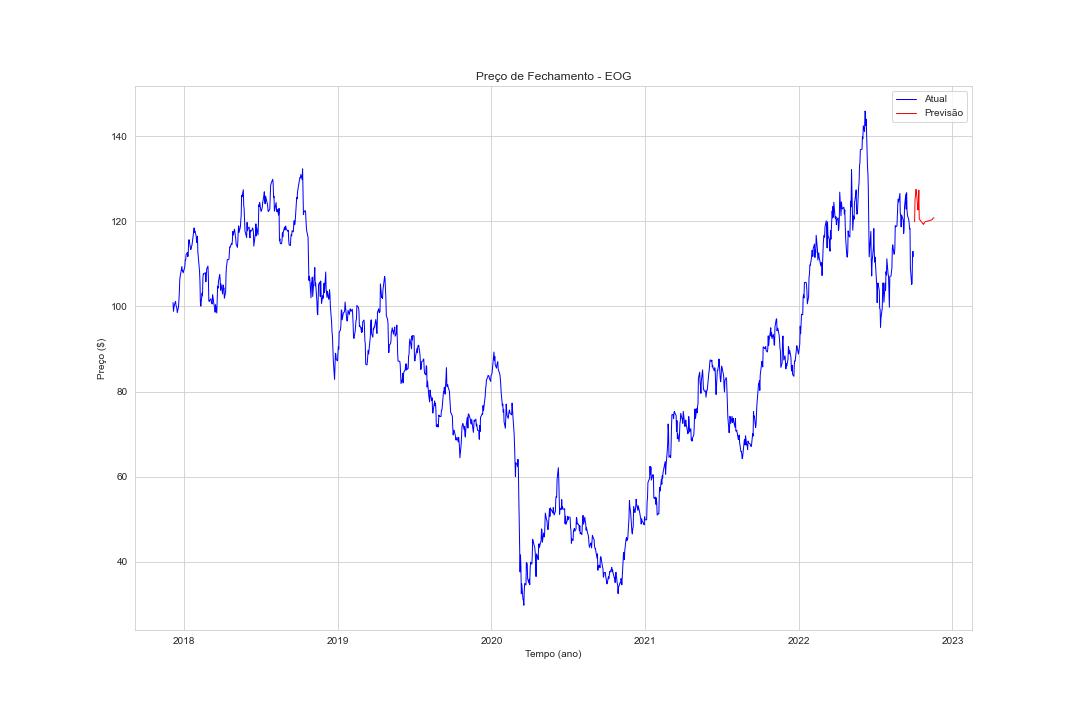 Preço de Fechamento - EOG
Atual
Previsão
140
120
100
80
60
40
Preço ($)
2018
2019
2020
2021
2022
2023
Tempo (ano)